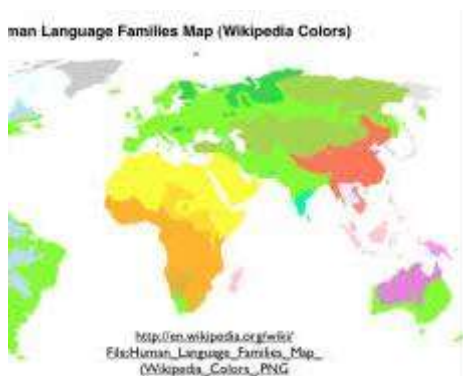 man Language Families Map (Wikipedia Colors)
http://en.wikipedia.org/wiki/
File:Human_Language_Families_Map_
(Wikipedia_Colors_.PNG